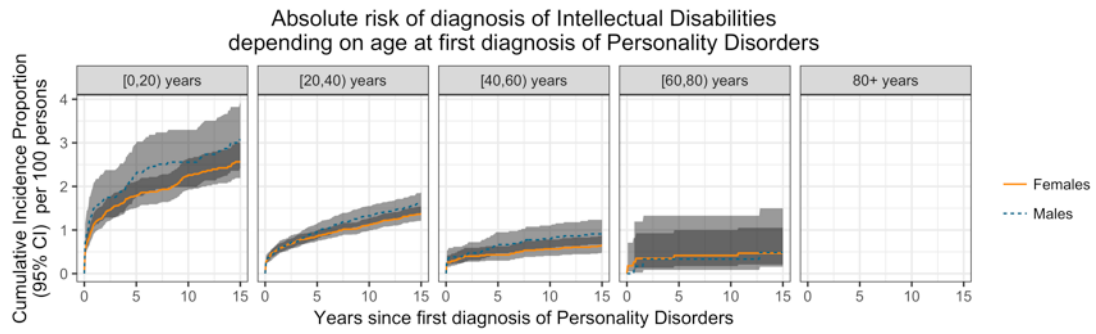 Absolute risk of diagnosis of Intellectual Disabilities
depending on age at first diagnosis of Personality Disorders
Cumulative Incidence Proportion
(95% CI) per 100 persons
[0,20) years
[20,40) years
[40,60) years
[60,80) years
80+ years
4
3
2
1
0
0 5 10 15
0 5 10 15
0 5 10 15
0 5 10 15
0 5 10 15
Years since first diagnosis of Personality Disorders
Females
Males